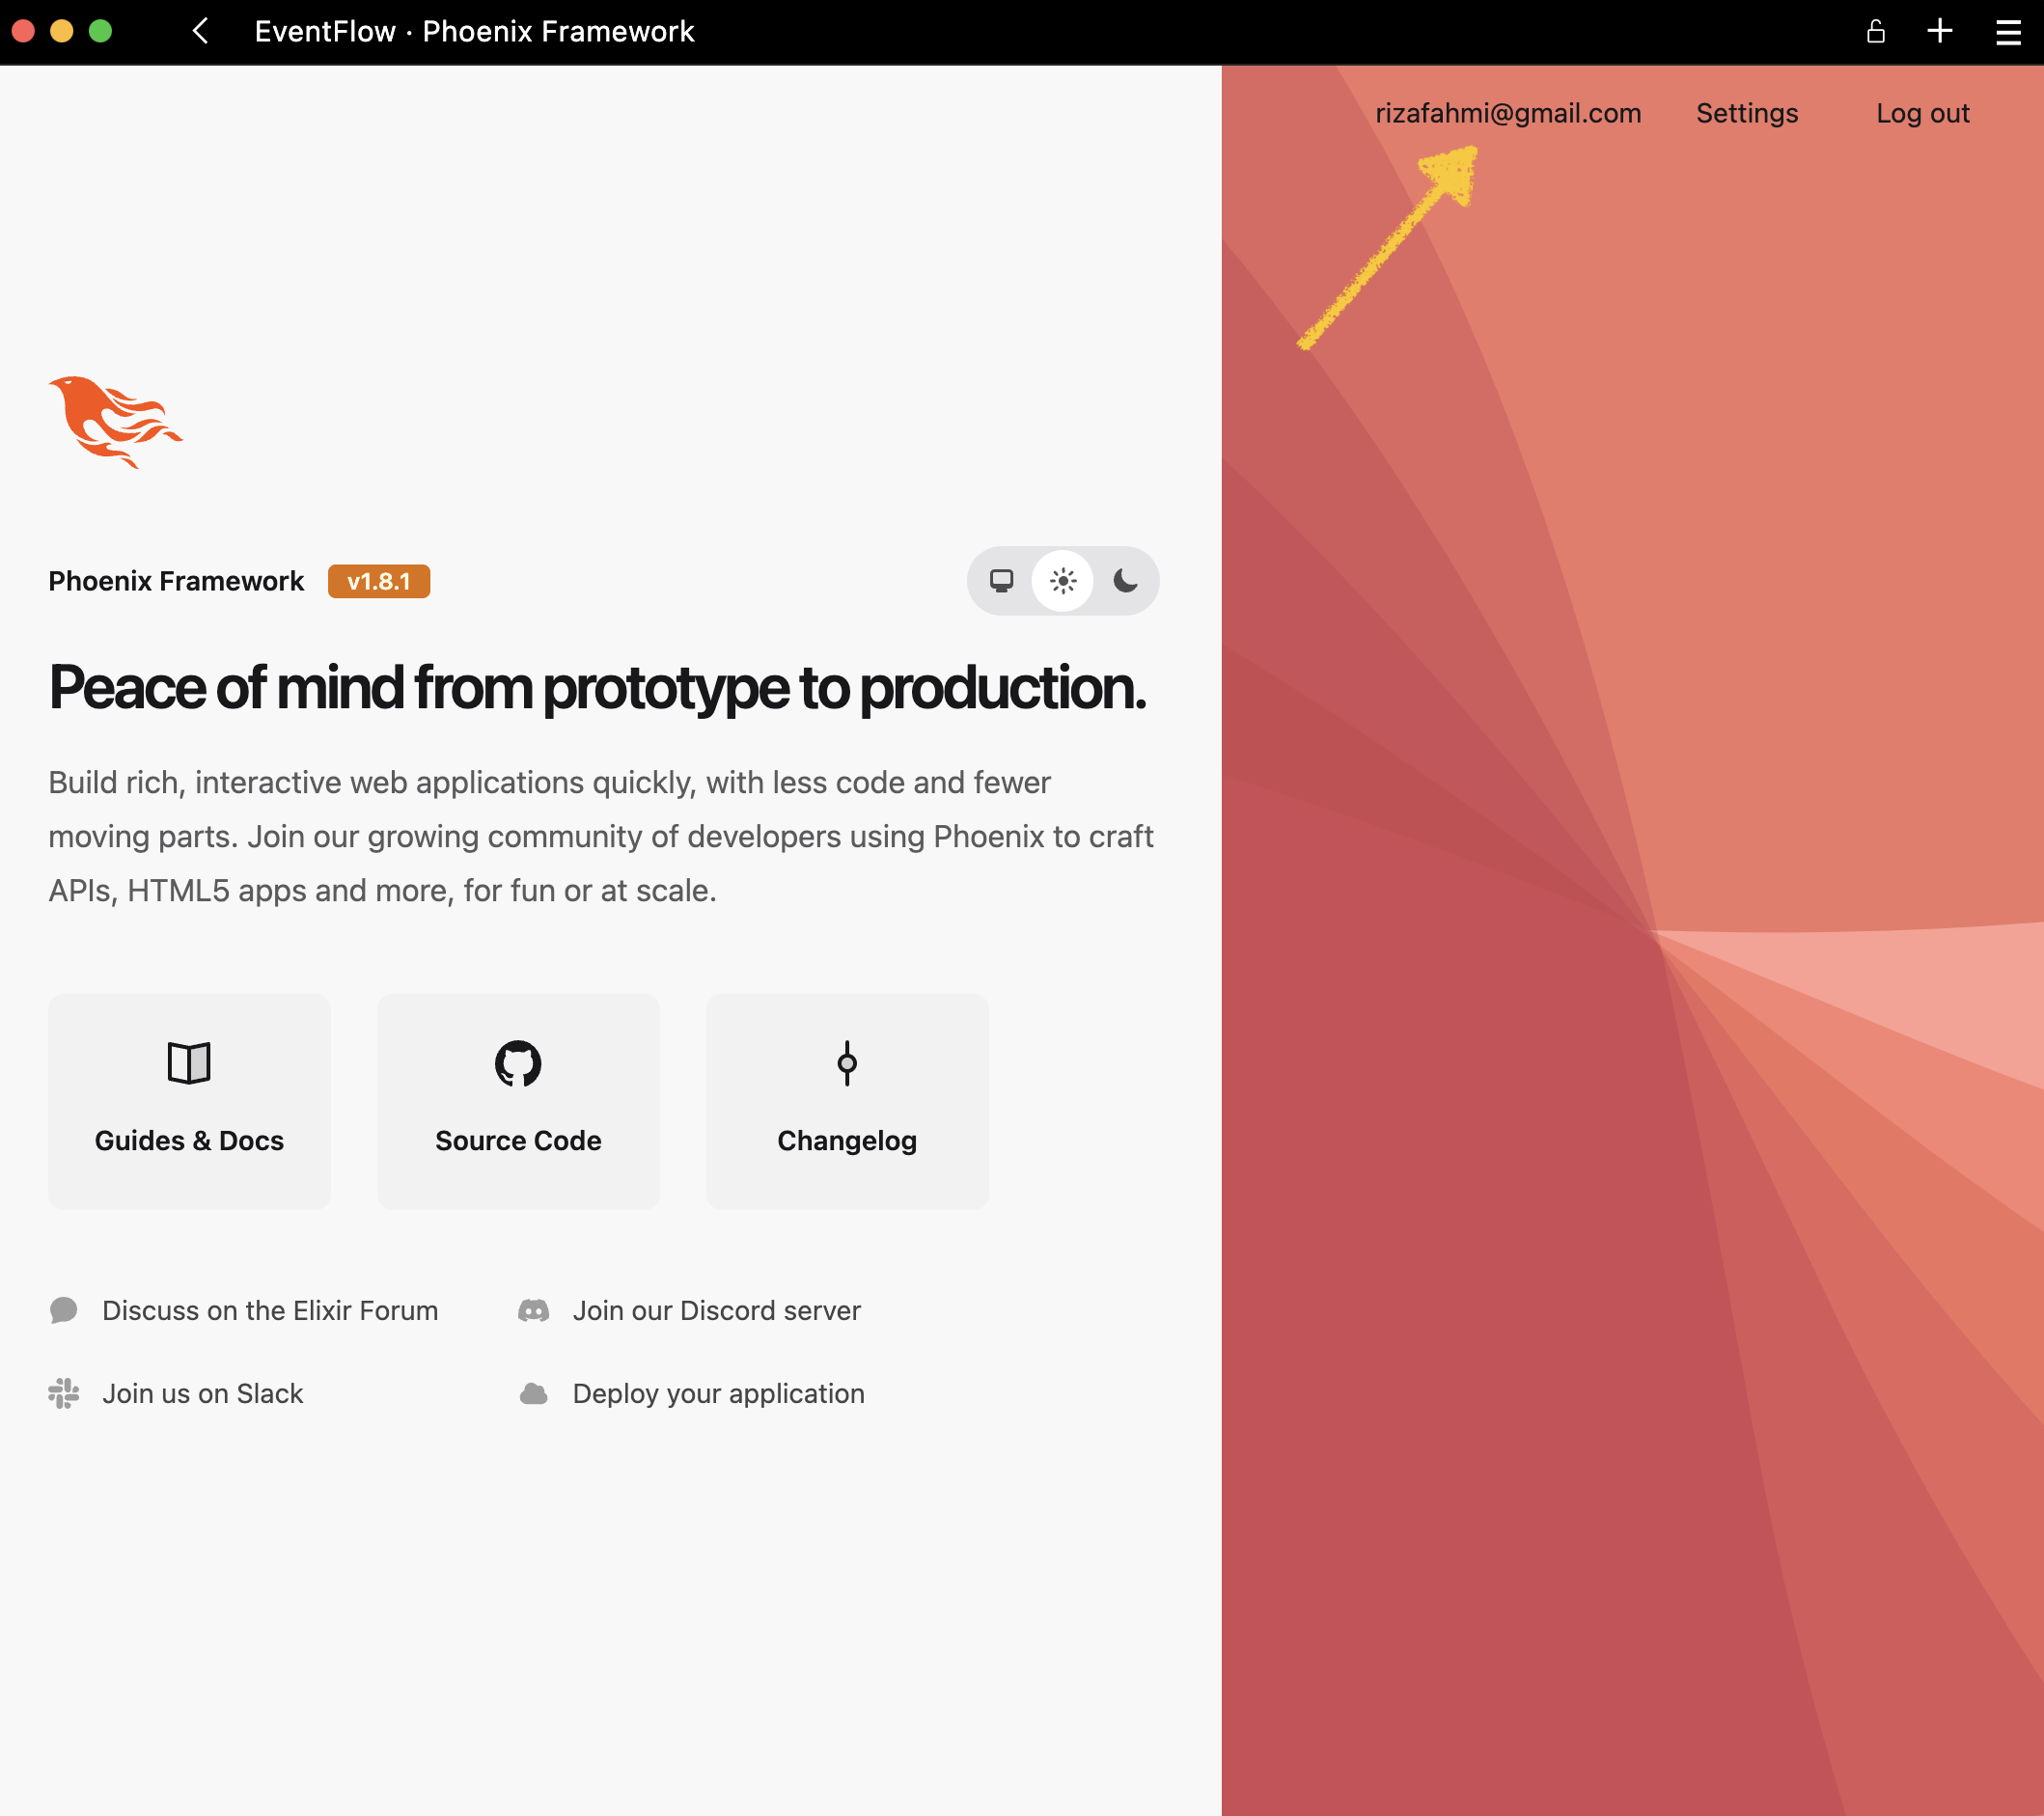 EventFlow · Phoenix Framework
rizafahmi@gmail.com Settings Log out
Phoenix Framework v1.8.1
Peace of mind from prototype to production.
Build rich, interactive web applications quickly, with less code and fewer
moving parts. Join our growing community of developers using Phoenix to craft
APIs, HTML5 apps and more, for fun or at scale.
Guides & Docs Source Code Changelog
Discuss on the Elixir Forum Join our Discord server
Join us on Slack Deploy your application